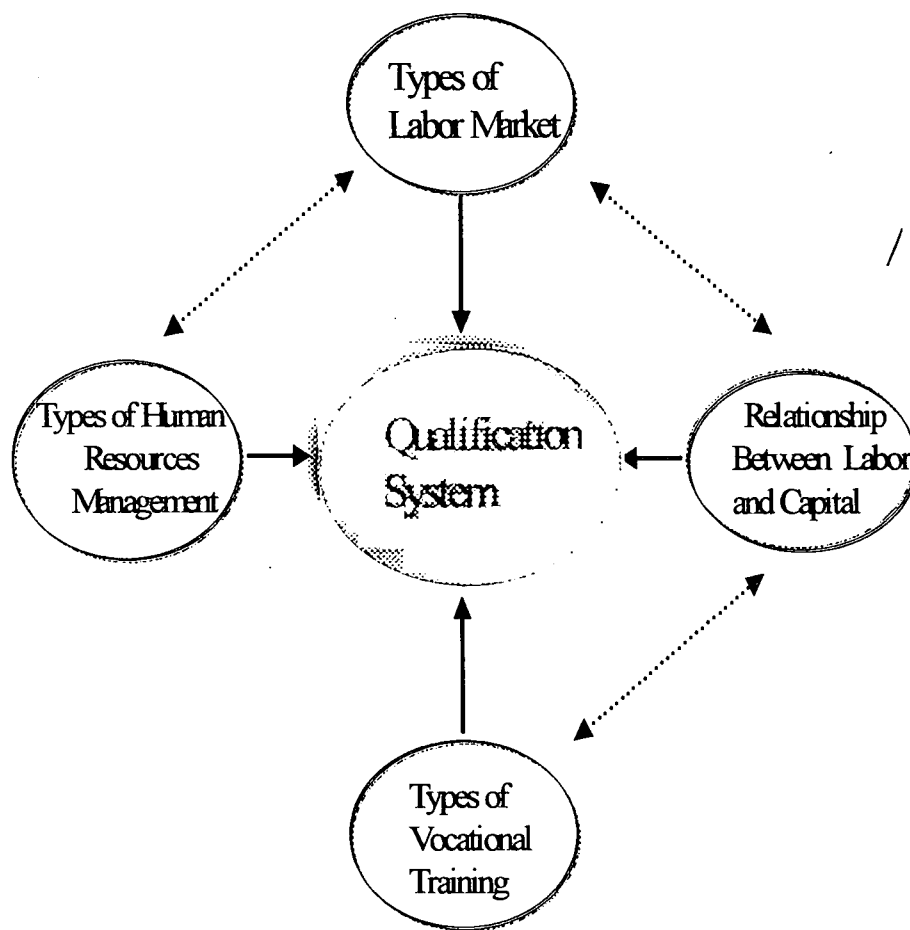 Types of
Labor Market
Types of Human
Resources
Management
Qualification
System
Relationship
Between Labor
and Capital
Types of
Vocational
Training